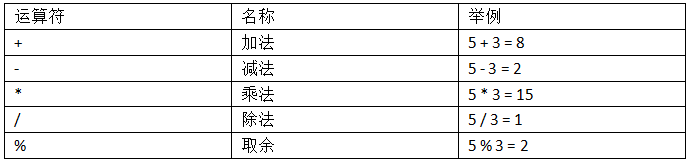 运算符 名称 举例
+ 加法 5 + 3 = 8
- 减法 5 - 3 = 2
* 乘法 5 * 3 = 15
/ 除法 5 / 3 = 1
% 取余 5 % 3 = 2